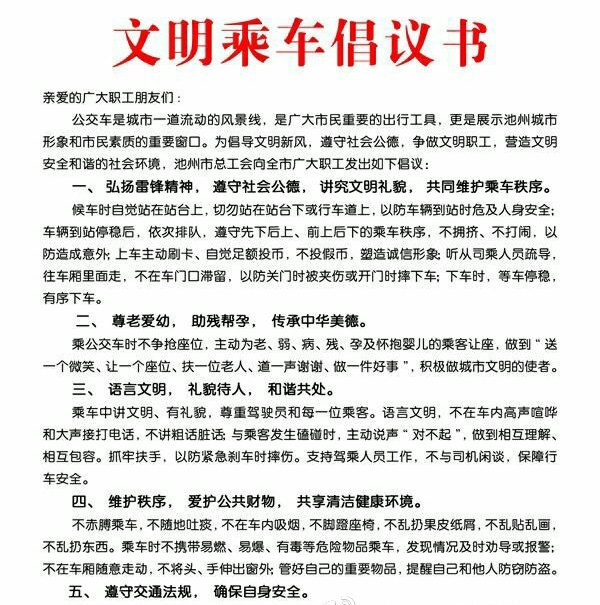 文明乘车倡议书
亲爱的广大职工朋友们：
公交车是城市一道流动的风景线，是广大市民重要的出行工具，更是展示池州城市
形象和市民素质的重要窗口。为倡导文明新风，遵守社会公德，争做文明职工，营造文明
安全和谐的社会环境，池州市总工会向全市广大职工发出如下倡议：
一、 弘扬雷锋精神， 遵守社会公德， 讲究文明礼貌， 共同维护乘车秩序。
候车时自觉站在站台上，切勿站在站台下或行车道上，以防车辆到站时危及人身安全；
车辆到站停稳后，依次排队，遵守先下后上、前上后下的乘车秩序，不拥挤、不打闹，以
防造成意外；上车主动刷卡、自觉足额投币，不投假币，塑造诚信形象；听从司乘人员疏导，
往车厢里面走，不在车门口滞留，以防关门时被夹伤或开门时摔下车；下车时，等车停稳，
有序下车。
二、 尊老爱幼， 助残帮孕， 传承中华美德。
乘公交车时不争抢座位，主动为老、弱、病、残、孕及怀抱婴儿的乘客让座，做到“送
一个微笑、让一个座位、扶一位老人、道一声谢谢、做一件好事”，积极做城市文明的使者。
三、 语言文明， 礼貌待人， 和谐共处。
乘车中讲文明、有礼貌，尊重驾驶员和每一位乘客。语言文明，不在车内高声喧哗
和大声接打电话，不讲粗话脏话；与乘客发生磕碰时，主动说声“对不起”，做到相互理解、
相互包容。抓牢扶手，以防紧急刹车时摔伤。支持驾乘人员工作，不与司机闲谈，保障行
车安全。
四、 维护秩序， 爱护公共财物， 共享清洁健康环境。
不赤膊乘车，不随地吐痰，不在车内吸烟，不脚蹬座椅，不乱扔果皮纸屑，不乱贴乱画，
不乱扔东西。乘车时不携带易燃、易爆、有毒等危险物品乘车，发现情况及时劝导或报警；
不在车厢随意走动，不将头、手伸出窗外；管好自己的重要物品，提醒自己和他人防窃防盗。
五、 遵守交通法规， 确保自身安全。